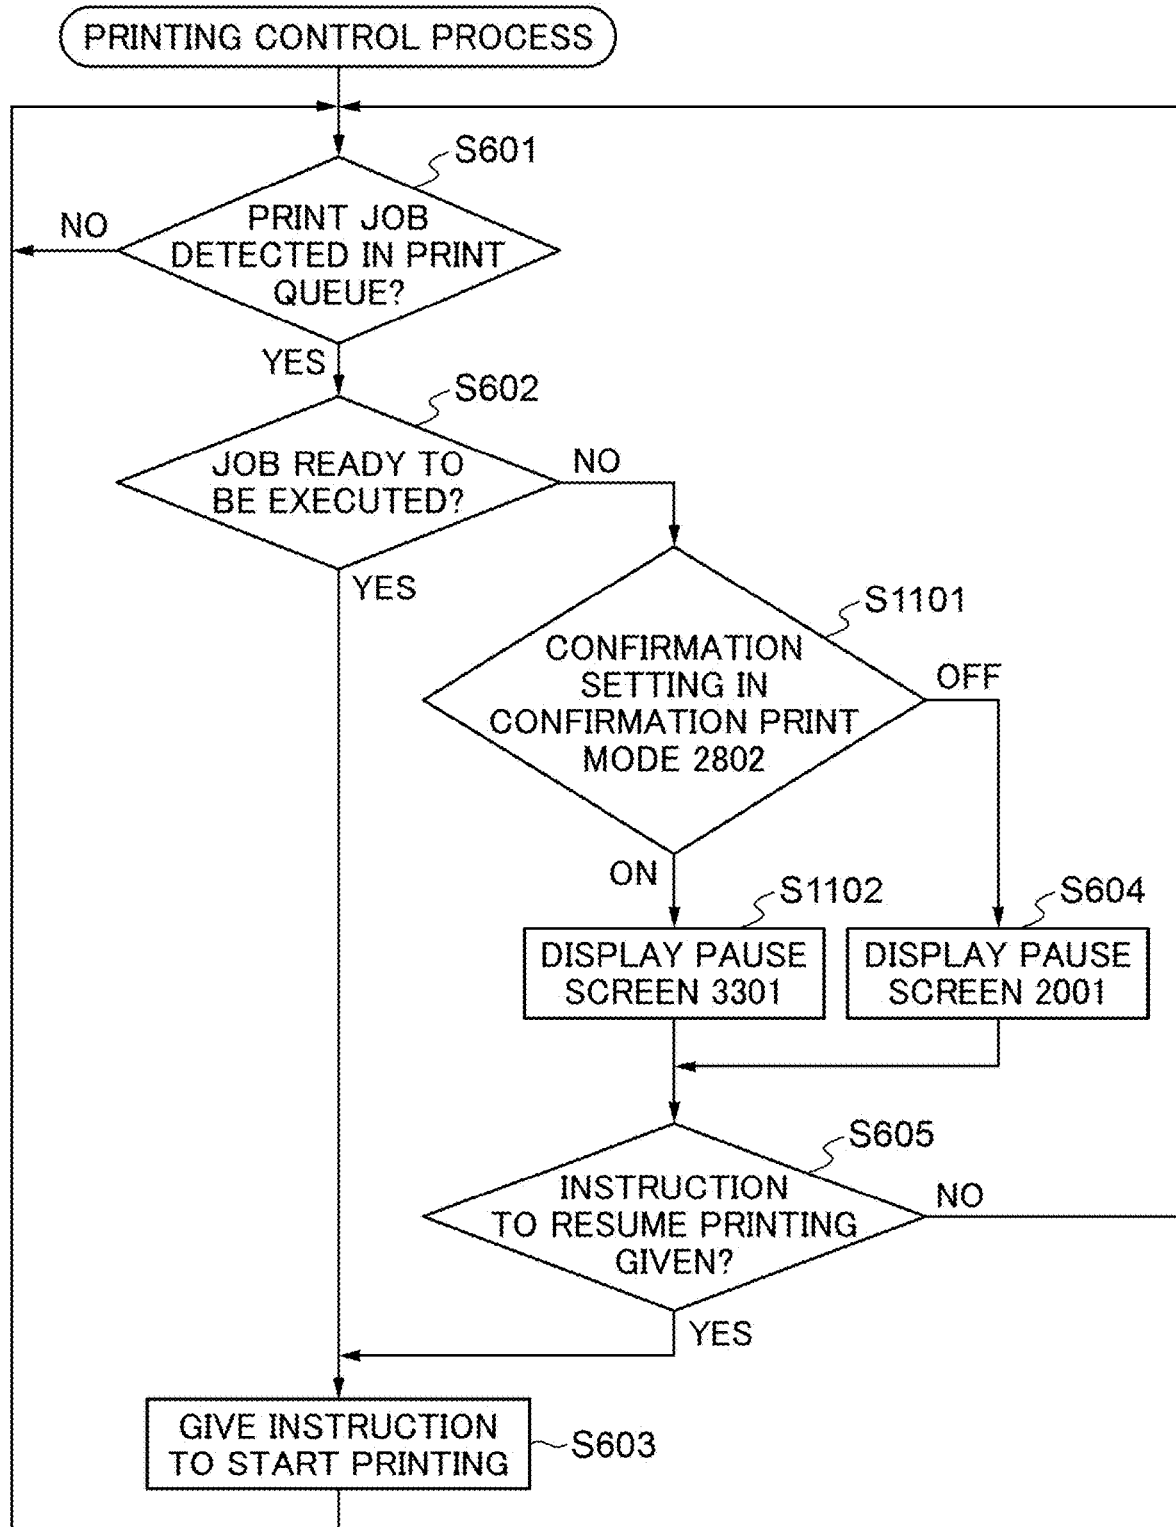 PRINTING CONTROL PROCESS
S601
NO
PRINT JOB
DETECTED IN PRINT
QUEUE?
YES
S602
JOB READY TO
BE EXECUTED?
NO
YES
S1101
CONFIRMATION
SETTING IN
CONFIRMATION PRINT
MODE 2802
OFF
ON
S1102
S604
DISPLAY PAUSE
SCREEN 3301
DISPLAY PAUSE
SCREEN 2001
S605
INSTRUCTION
TO RESUME PRINTING
GIVEN?
NO
YES
GIVE INSTRUCTION
TO START PRINTING
S603